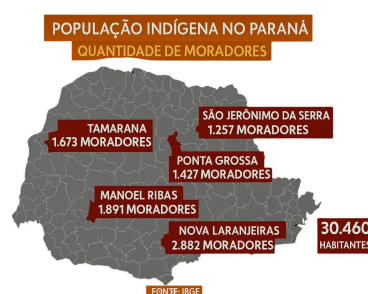 POPULAÇÃO INDÍGENA NO PARANÁ
QUANTIDADE DE MORADORES
SÃO JERÔNIMO DA SERRA
1.257 MORADORES
TAMARANA
1.673 MORADORES
PONTA GROSSA
1.427 MORADORES
MANOEL RIBAS
1.891 MORADORES
NOVA LARANJEIRAS
2.882 MORADORES
30.460
HABITANTES
FONTE: IBGE